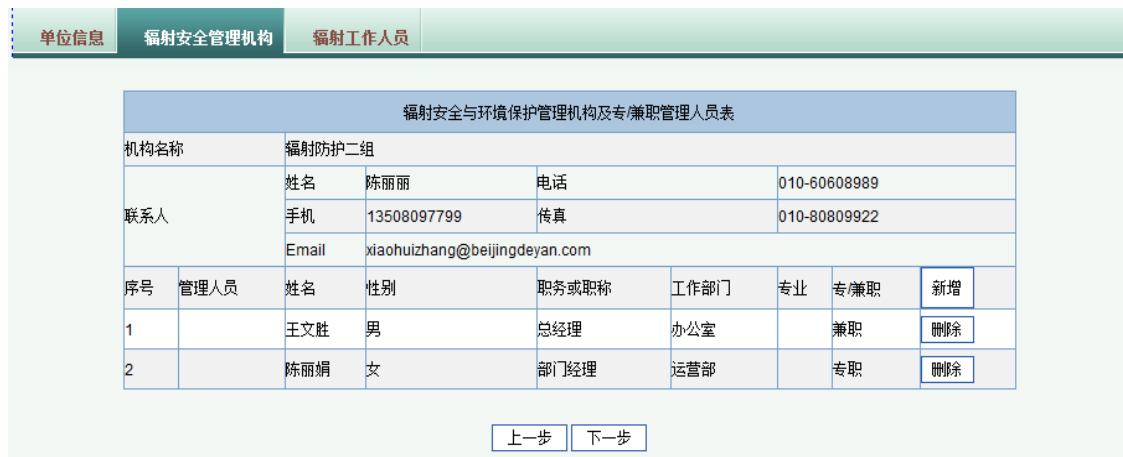 单位信息 辐射安全管理机构 辐射工作人员
辐射安全与环境保护管理机构及专/兼职管理人员表
机构名称 辐射防护二组
联系人
姓名 陈丽丽 电话 010-60608989
手机 13508097799 传真 010-80809922
Email xiaohuizhang@beijingdeyan.com
序号 管理人员 姓名 性别 职务或职称 工作部门 专业 专/兼职 新增
1 王文胜 男 总经理 办公室 兼职 删除
2 陈丽娟 女 部门经理 运营部 专职 删除
上一步 下一步